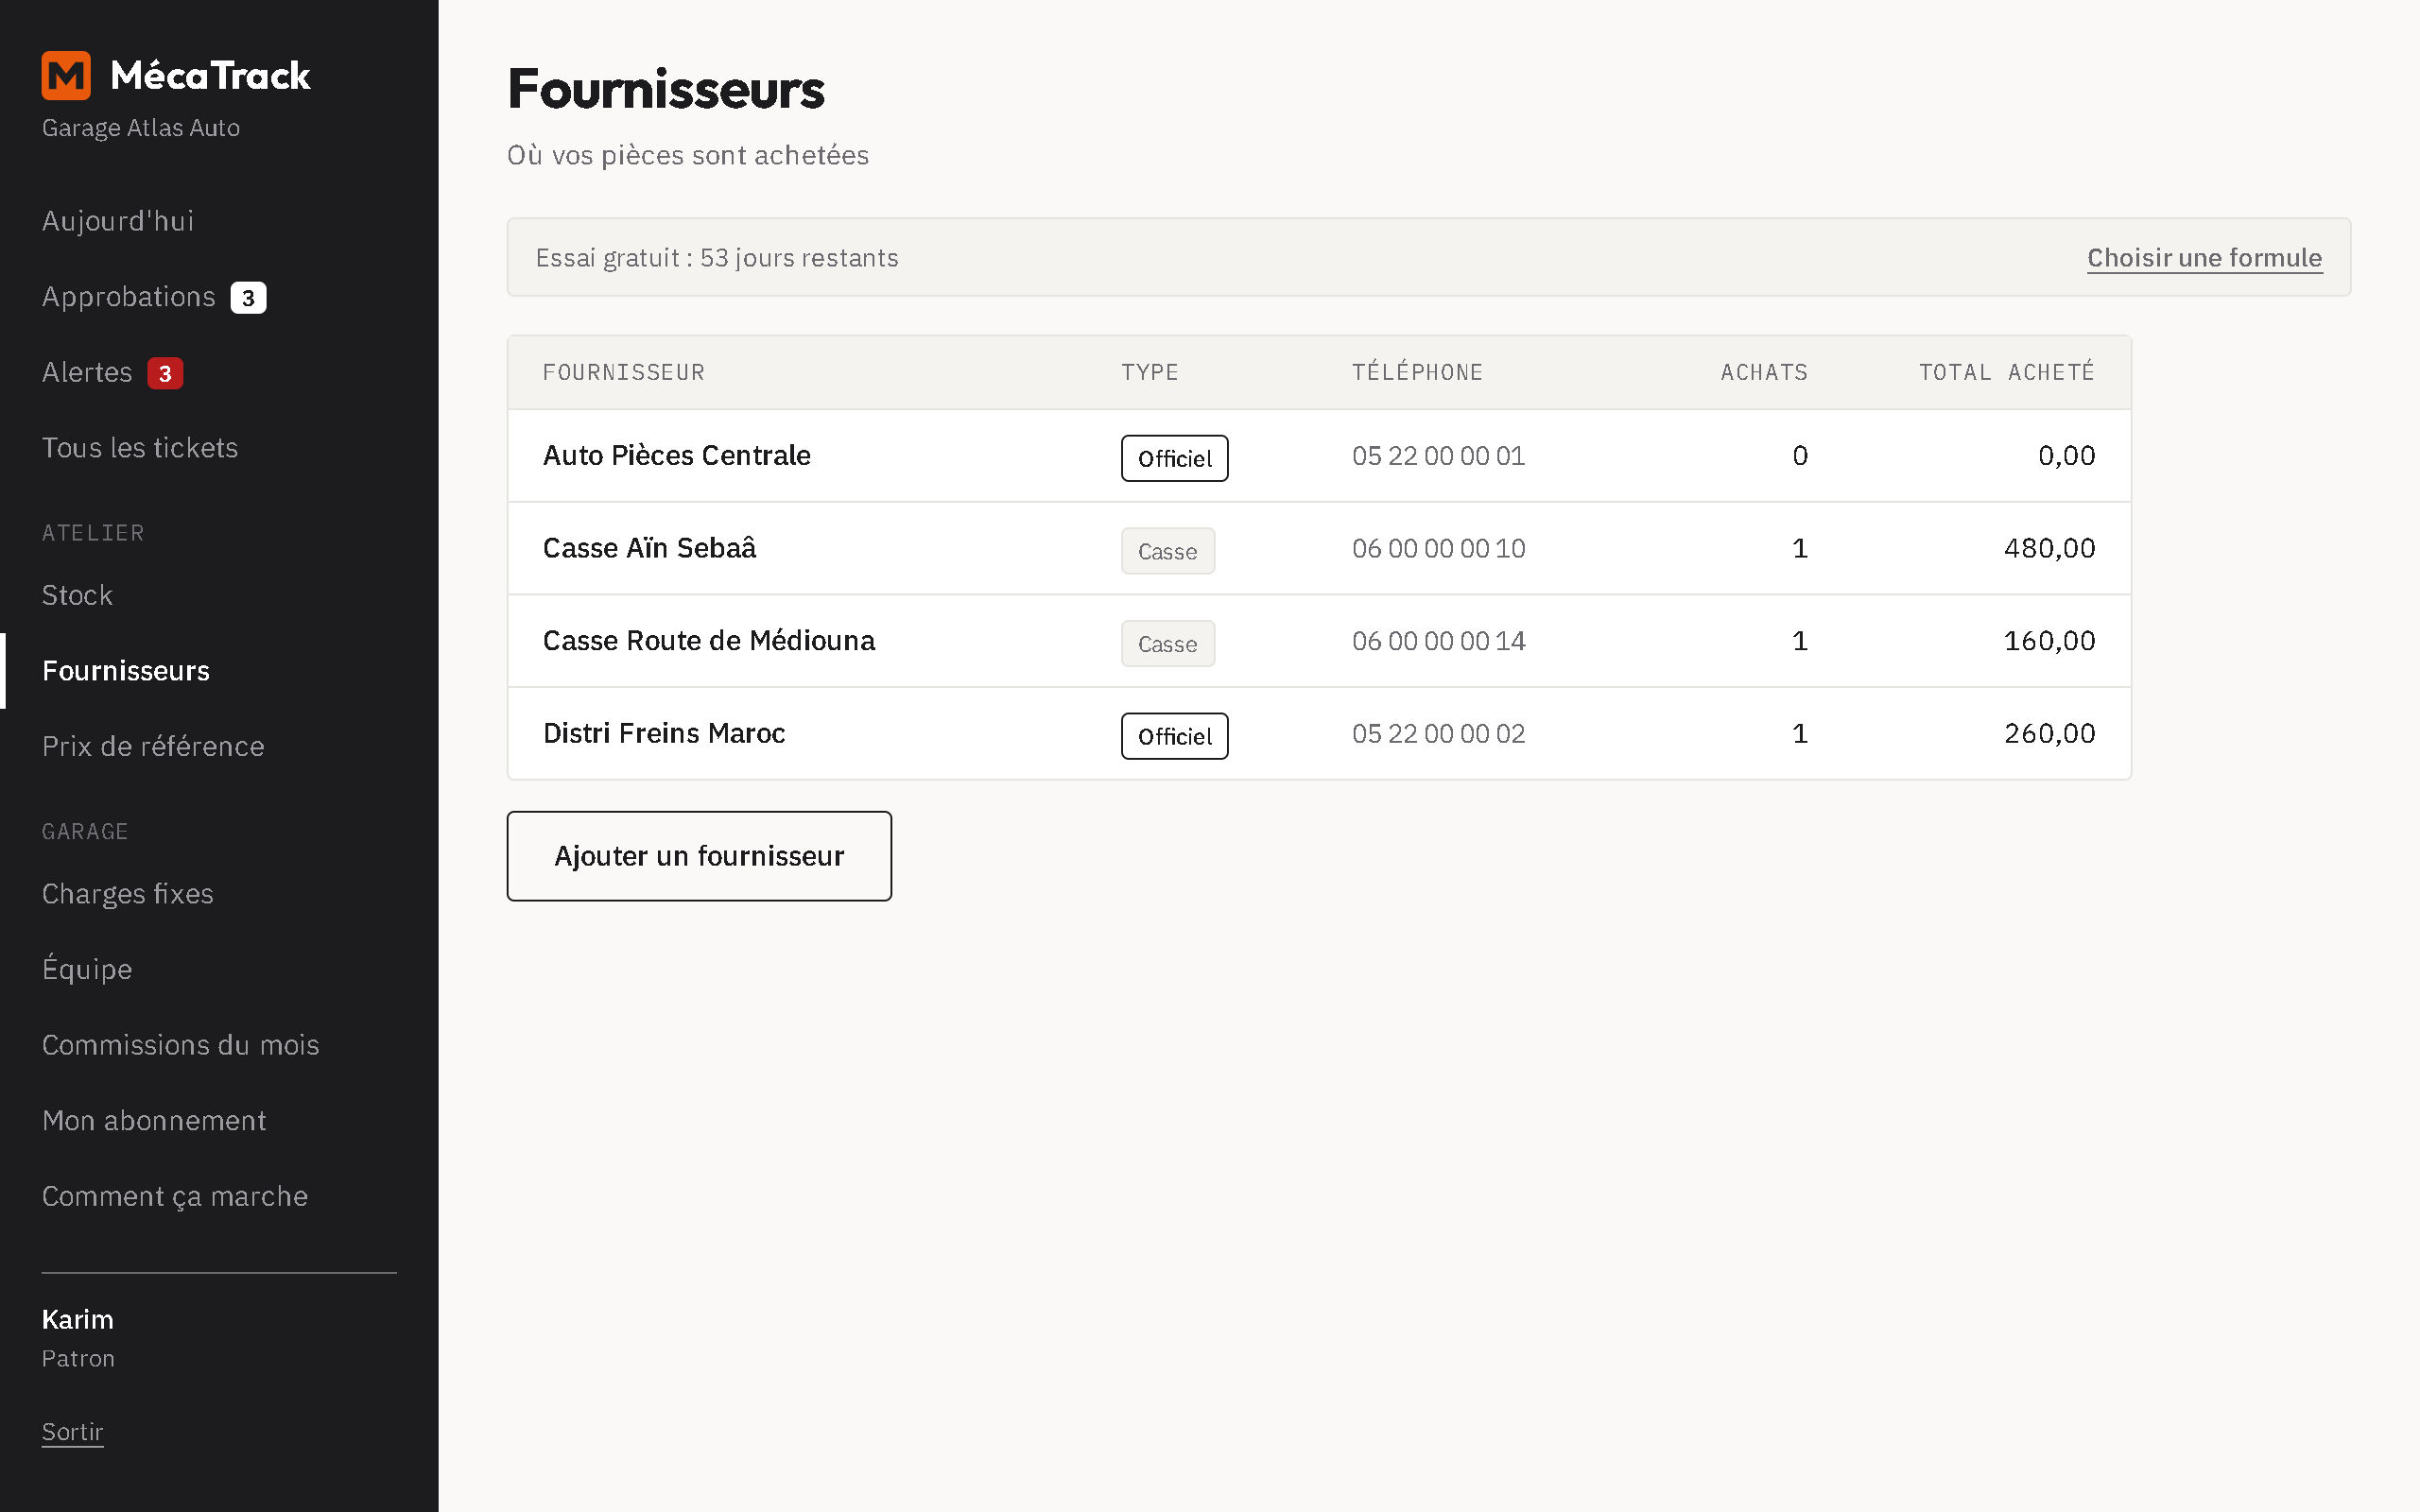 MécaTrack
Garage Atlas Auto
Aujourd'hui
Approbations 3
Alertes 3
Tous les tickets
ATELIER
Stock
Fournisseurs
Prix de référence
GARAGE
Charges fixes
Équipe
Commissions du mois
Mon abonnement
Comment ça marche
Karim
Patron
Sortir
Fournisseurs
Où vos pièces sont achetées
Essai gratuit : 53 jours restants Choisir une formule
FOURNISSEUR TYPE TÉLÉPHONE ACHATS TOTAL ACHETÉ
Auto Pièces Centrale Officiel 05 22 00 00 01 0 0,00
Casse Aïn Sebaâ Casse 06 00 00 00 10 1 480,00
Casse Route de Médiouna Casse 06 00 00 00 14 1 160,00
Distri Freins Maroc Officiel 05 22 00 00 02 1 260,00
Ajouter un fournisseur